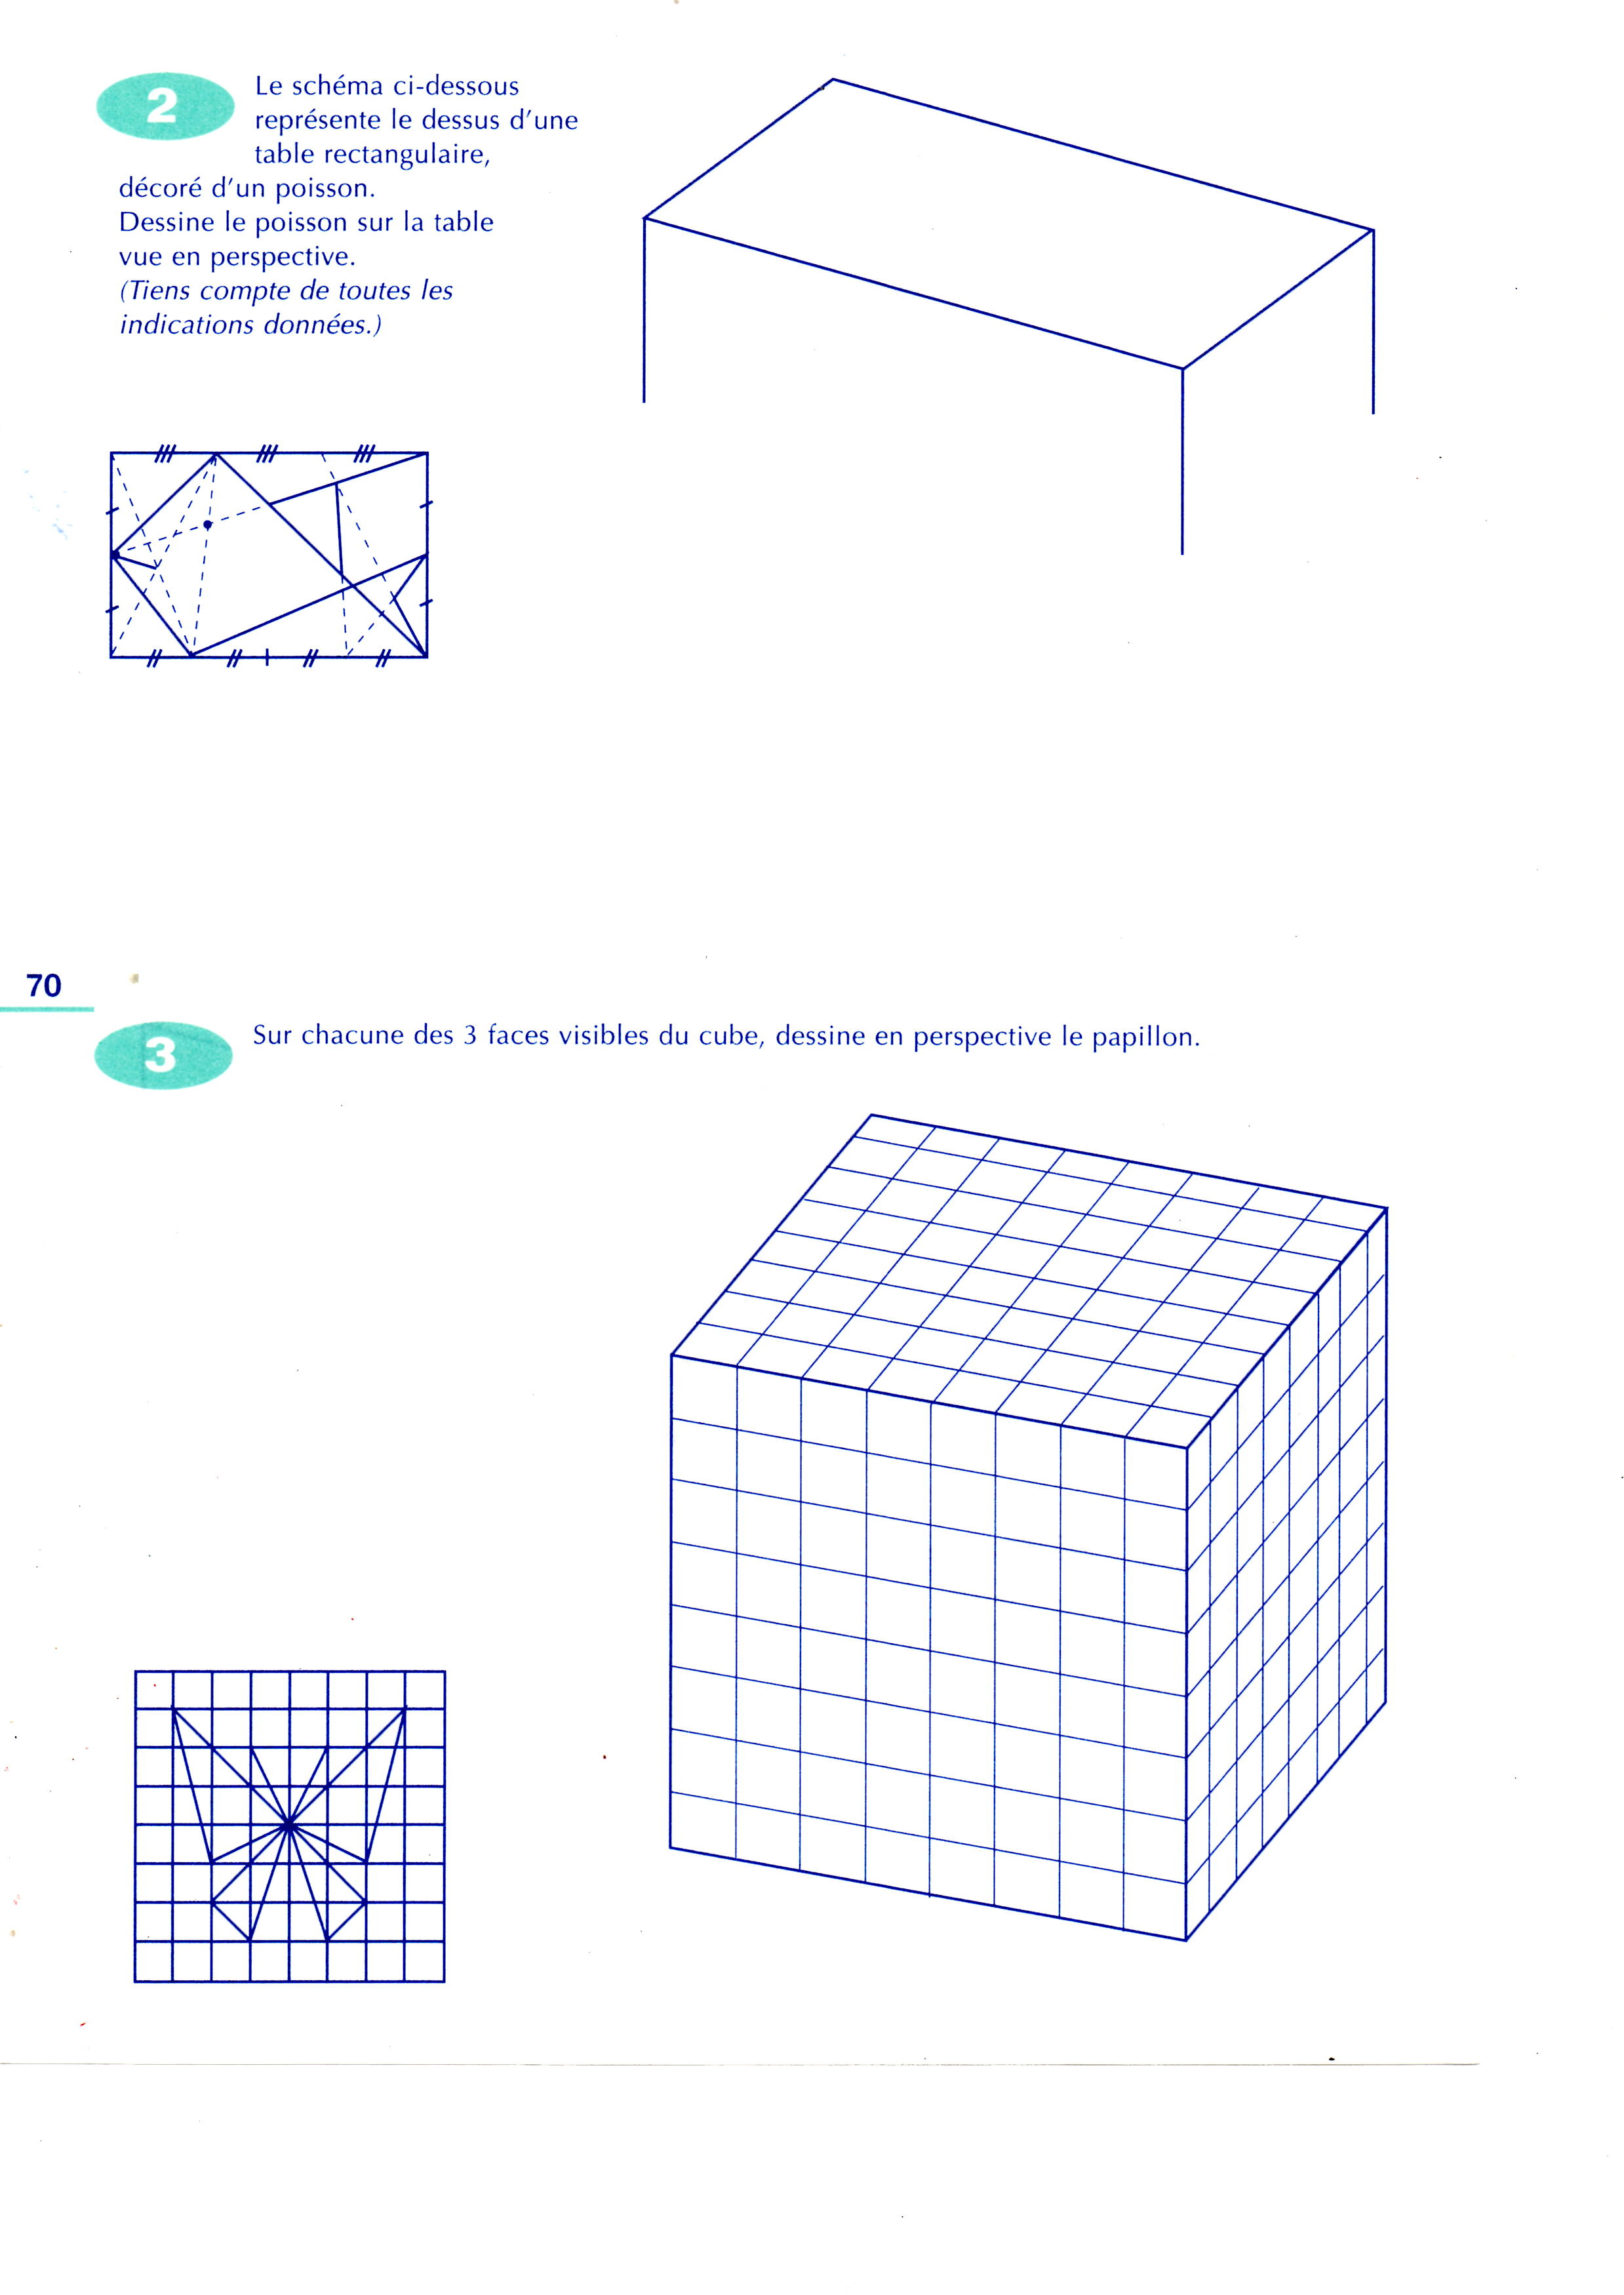 2
Le schéma ci-dessous
représente le dessus d'une
table rectangulaire,
décoré d'un poisson.
Dessine le poisson sur la table
vue en perspective.
(Tiens compte de toutes les
indications données.)
70
3
Sur chacune des 3 faces visibles du cube, dessine en perspective le papillon.